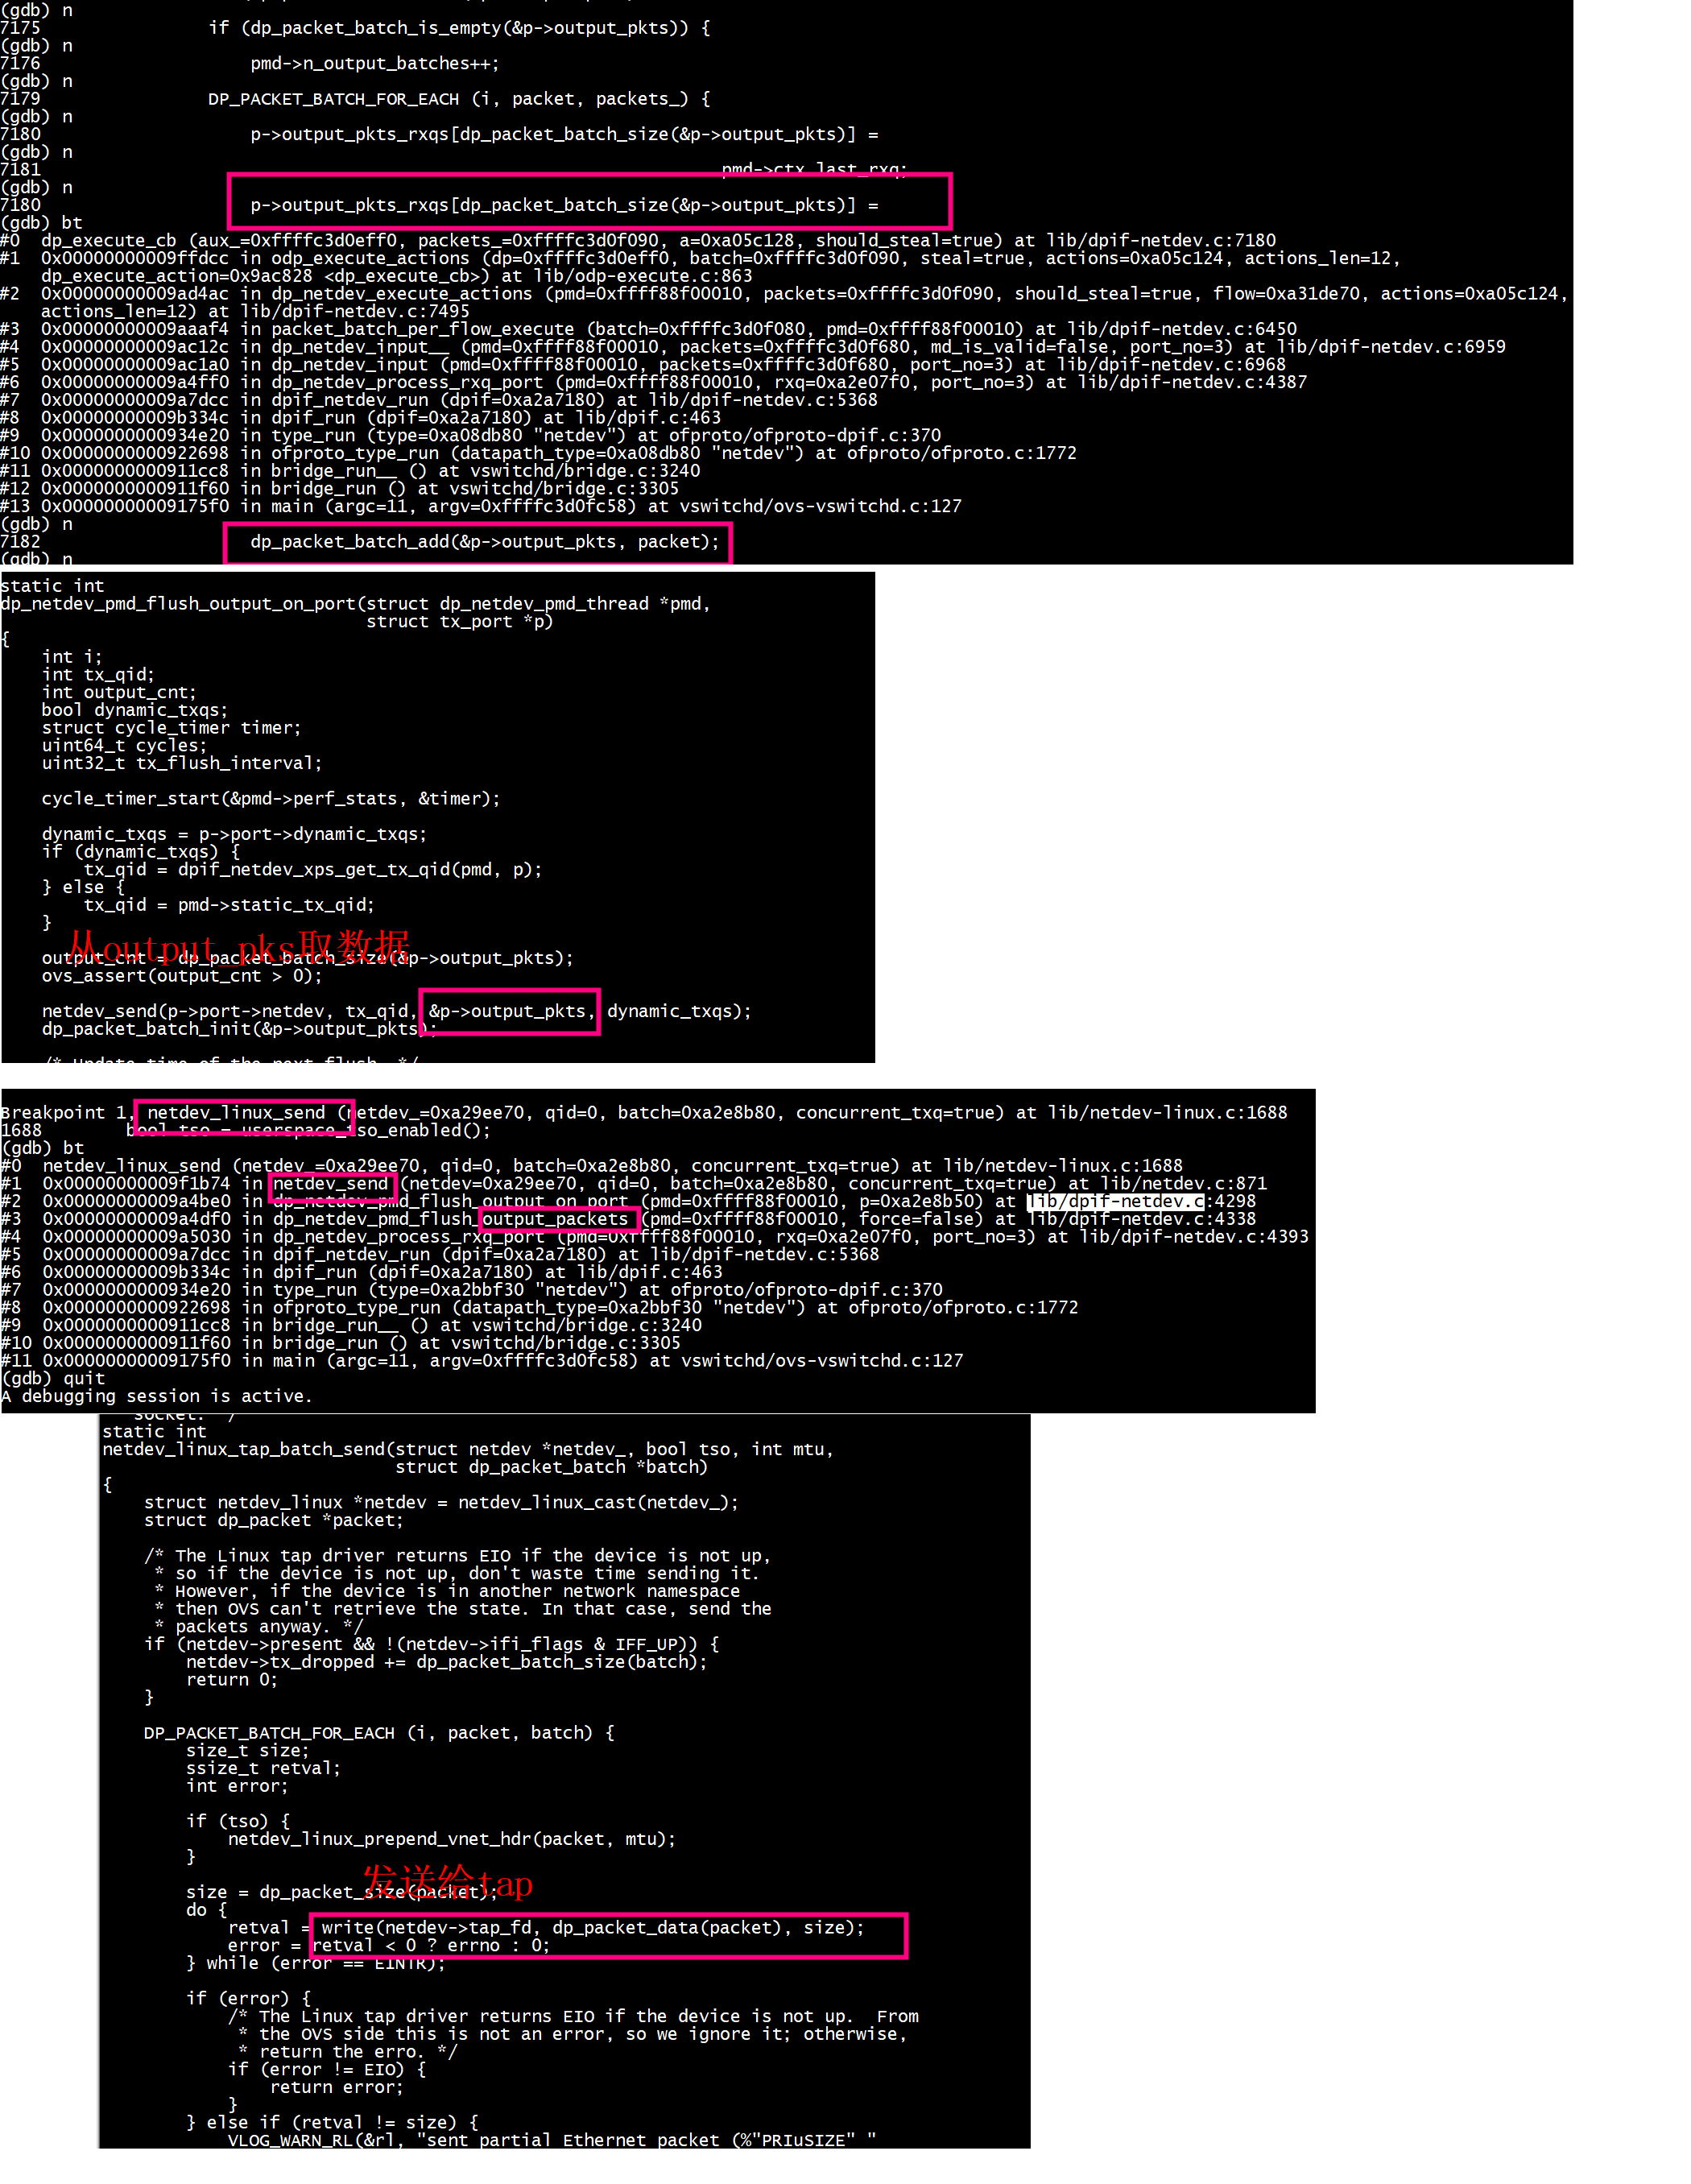 (gdb) n
7175                if (dp_packet_batch_is_empty(&p->output_pkts)) {
(gdb) n
7176                    pmd->n_output_batches++;
(gdb) n
7179                DP_PACKET_BATCH_FOR_EACH (i, packet, packets_) {
(gdb) n
7180                    p->output_pkts_rxqs[dp_packet_batch_size(&p->output_pkts)] =
(gdb) n
7181                                                                 pmd->ctx.last_rxq;
(gdb) n
7180                    p->output_pkts_rxqs[dp_packet_batch_size(&p->output_pkts)] =
(gdb) bt
#0  dp_execute_cb (aux_=0xffffc3d0eff0, packets_=0xffffc3d0f090, a=0xa05c128, should_steal=true) at lib/dpif-netdev.c:7180
#1  0x00000000009ffdcc in odp_execute_actions (dp=0xffffc3d0eff0, batch=0xffffc3d0f090, steal=true, actions=0xa05c124, actions_len=12,
    dp_execute_action=0x9ac828 <dp_execute_cb>) at lib/odp-execute.c:863
#2  0x00000000009ad4ac in dp_netdev_execute_actions (pmd=0xffff88f00010, packets=0xffffc3d0f090, should_steal=true, flow=0xa31de70, actions=0xa05c124,
    actions_len=12) at lib/dpif-netdev.c:7495
#3  0x00000000009aaaf4 in packet_batch_per_flow_execute (batch=0xffffc3d0f080, pmd=0xffff88f00010) at lib/dpif-netdev.c:6450
#4  0x00000000009ac12c in dp_netdev_input__ (pmd=0xffff88f00010, packets=0xffffc3d0f680, md_is_valid=false, port_no=3) at lib/dpif-netdev.c:6959
#5  0x00000000009ac1a0 in dp_netdev_input (pmd=0xffff88f00010, packets=0xffffc3d0f680, port_no=3) at lib/dpif-netdev.c:6968
#6  0x00000000009a4ff0 in dp_netdev_process_rxq_port (pmd=0xffff88f00010, rxq=0xa2e07f0, port_no=3) at lib/dpif-netdev.c:4387
#7  0x00000000009a7dcc in dpif_netdev_run (dpif=0xa2a7180) at lib/dpif-netdev.c:5368
#8  0x00000000009b334c in dpif_run (dpif=0xa2a7180) at lib/dpif.c:463
#9  0x0000000000934e20 in type_run (type=0xa08db80 "netdev") at ofproto/ofproto-dpif.c:370
#10 0x0000000000922698 in ofproto_type_run (datapath_type=0xa08db80 "netdev") at ofproto/ofproto.c:1772
#11 0x0000000000911cc8 in bridge_run__ () at vswitchd/bridge.c:3240
#12 0x0000000000911f60 in bridge_run () at vswitchd/bridge.c:3305
#13 0x00000000009175f0 in main (argc=11, argv=0xffffc3d0fc58) at vswitchd/ovs-vswitchd.c:127
(gdb) n
7182                    dp_packet_batch_add(&p->output_pkts, packet);
(gdb) n
static int
dp_netdev_pmd_flush_output_on_port(struct dp_netdev_pmd_thread *pmd,
                                   struct tx_port *p)
{
    int i;
    int tx_qid;
    int output_cnt;
    bool dynamic_txqs;
    struct cycle_timer timer;
    uint64_t cycles;
    uint32_t tx_flush_interval;
    cycle_timer_start(&pmd->perf_stats, &timer);
    dynamic_txqs = p->port->dynamic_txqs;
    if (dynamic_txqs) {
        tx_qid = dpif_netdev_xps_get_tx_qid(pmd, p);
    } else {
        tx_qid = pmd->static_tx_qid;
    }
从output_pks取数据
    output_cnt = dp_packet_batch_size(&p->output_pkts);
    ovs_assert(output_cnt > 0);
    netdev_send(p->port->netdev, tx_qid, &p->output_pkts, dynamic_txqs);
    dp_packet_batch_init(&p->output_pkts);
    /* Update time of the next flush. */
Breakpoint 1, netdev_linux_send (netdev_=0xa29ee70, qid=0, batch=0xa2e8b80, concurrent_txq=true) at lib/netdev-linux.c:1688
1688        bool tso = userspace_tso_enabled();
(gdb) bt
#0  netdev_linux_send (netdev_=0xa29ee70, qid=0, batch=0xa2e8b80, concurrent_txq=true) at lib/netdev-linux.c:1688
#1  0x00000000009f1b74 in netdev_send (netdev=0xa29ee70, qid=0, batch=0xa2e8b80, concurrent_txq=true) at lib/netdev.c:871
#2  0x00000000009a4be0 in dp_netdev_pmd_flush_output_on_port (pmd=0xffff88f00010, p=0xa2e8b50) at lib/dpif-netdev.c:4298
#3  0x00000000009a4df0 in dp_netdev_pmd_flush_output_packets (pmd=0xffff88f00010, force=false) at lib/dpif-netdev.c:4338
#4  0x00000000009a5030 in dp_netdev_process_rxq_port (pmd=0xffff88f00010, rxq=0xa2e07f0, port_no=3) at lib/dpif-netdev.c:4393
#5  0x00000000009a7dcc in dpif_netdev_run (dpif=0xa2a7180) at lib/dpif-netdev.c:5368
#6  0x00000000009b334c in dpif_run (dpif=0xa2a7180) at lib/dpif.c:463
#7  0x0000000000934e20 in type_run (type=0xa2bbf30 "netdev") at ofproto/ofproto-dpif.c:370
#8  0x0000000000922698 in ofproto_type_run (datapath_type=0xa2bbf30 "netdev") at ofproto/ofproto.c:1772
#9  0x0000000000911cc8 in bridge_run__ () at vswitchd/bridge.c:3240
#10 0x0000000000911f60 in bridge_run () at vswitchd/bridge.c:3305
#11 0x00000000009175f0 in main (argc=11, argv=0xffffc3d0fc58) at vswitchd/ovs-vswitchd.c:127
(gdb) quit
A debugging session is active.
   socket. */
static int
netdev_linux_tap_batch_send(struct netdev *netdev_, bool tso, int mtu,
                            struct dp_packet_batch *batch)
{
    struct netdev_linux *netdev = netdev_linux_cast(netdev_);
    struct dp_packet *packet;
    /* The Linux tap driver returns EIO if the device is not up,
     * so if the device is not up, don't waste time sending it.
     * However, if the device is in another network namespace
     * then OVS can't retrieve the state. In that case, send the
     * packets anyway. */
    if (netdev->present && !(netdev->ifi_flags & IFF_UP)) {
        netdev->tx_dropped += dp_packet_batch_size(batch);
        return 0;
    }
    DP_PACKET_BATCH_FOR_EACH (i, packet, batch) {
        size_t size;
        ssize_t retval;
        int error;
        if (tso) {
            netdev_linux_prepend_vnet_hdr(packet, mtu);
        }
发送给tap
        size = dp_packet_size(packet);
        do {
            retval = write(netdev->tap_fd, dp_packet_data(packet), size);
            error = retval < 0 ? errno : 0;
        } while (error == EINTR);
        if (error) {
            /* The Linux tap driver returns EIO if the device is not up.  From
             * the OVS side this is not an error, so we ignore it; otherwise,
             * return the erro. */
            if (error != EIO) {
                return error;
            }
        } else if (retval != size) {
            VLOG_WARN_RL(&rl, "sent partial Ethernet packet (%"PRIuSIZE" "